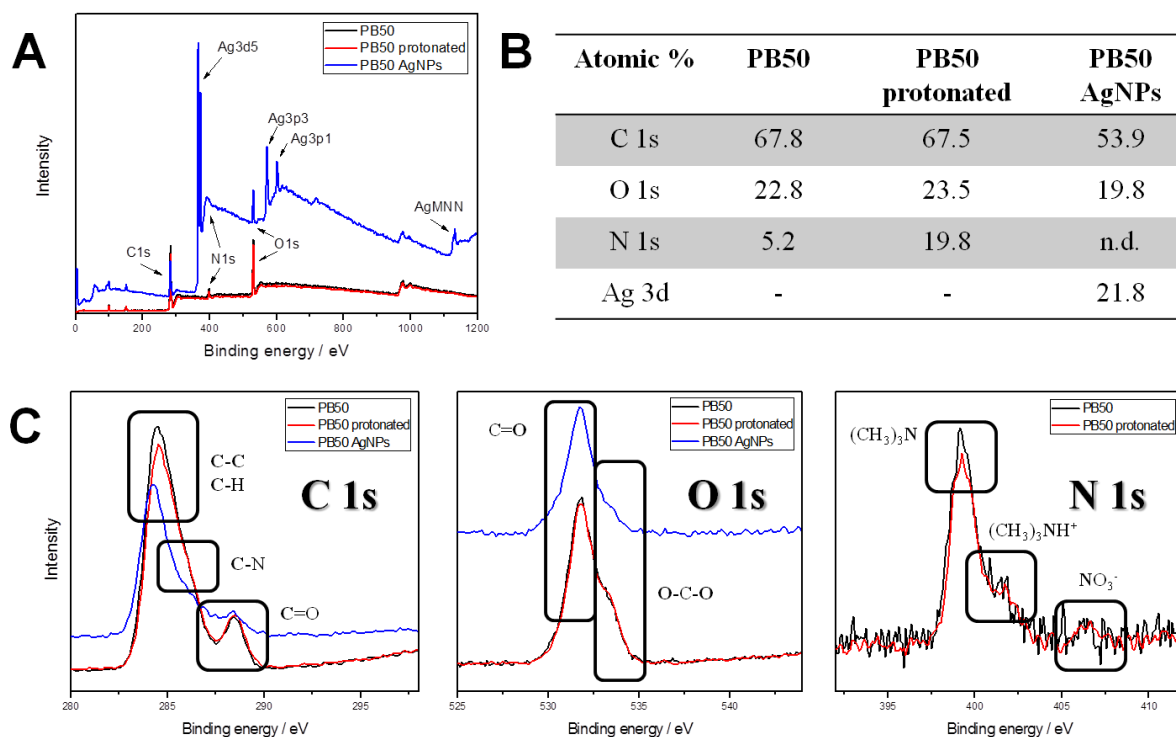 A
Intensity
Ag3d5
Ag3p3
Ag3p1
AgMNN
C1s
N1s
O1s
PB50
PB50 protonated
PB50 AgNPs
0 200 400 600 800 1000 1200
Binding energy / eV
B
Atomic % PB50 PB50 protonated PB50 AgNPs
C 1s 67.8 67.5 53.9
O 1s 22.8 23.5 19.8
N 1s 5.2 19.8 n.d.
Ag 3d - - 21.8
C
Intensity
PB50
PB50 protonated
PB50 AgNPs
C-C
C-H
C 1s
C-N
C=O
280 285 290 295
Binding energy / eV
PB50
PB50 protonated
PB50 AgNPs
C=O
O 1s
O-C-O
525 530 535 540
Binding energy / eV
PB50
PB50 protonated
(CH3)3N
N 1s
(CH3)3NH+
NO3-
395 400 405 410
Binding energy / eV